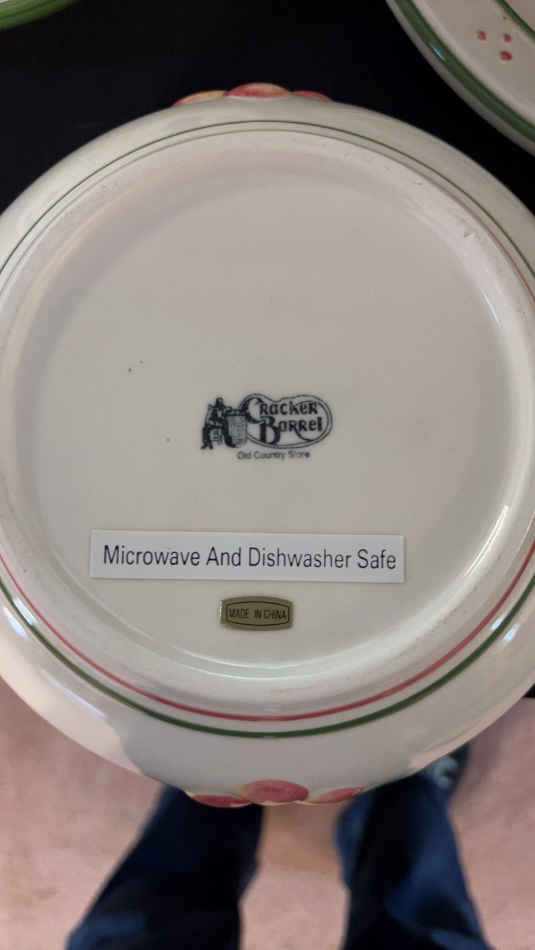 Cracker
Barrel
Old Country Store
Microwave And Dishwasher Safe
MADE IN CHINA